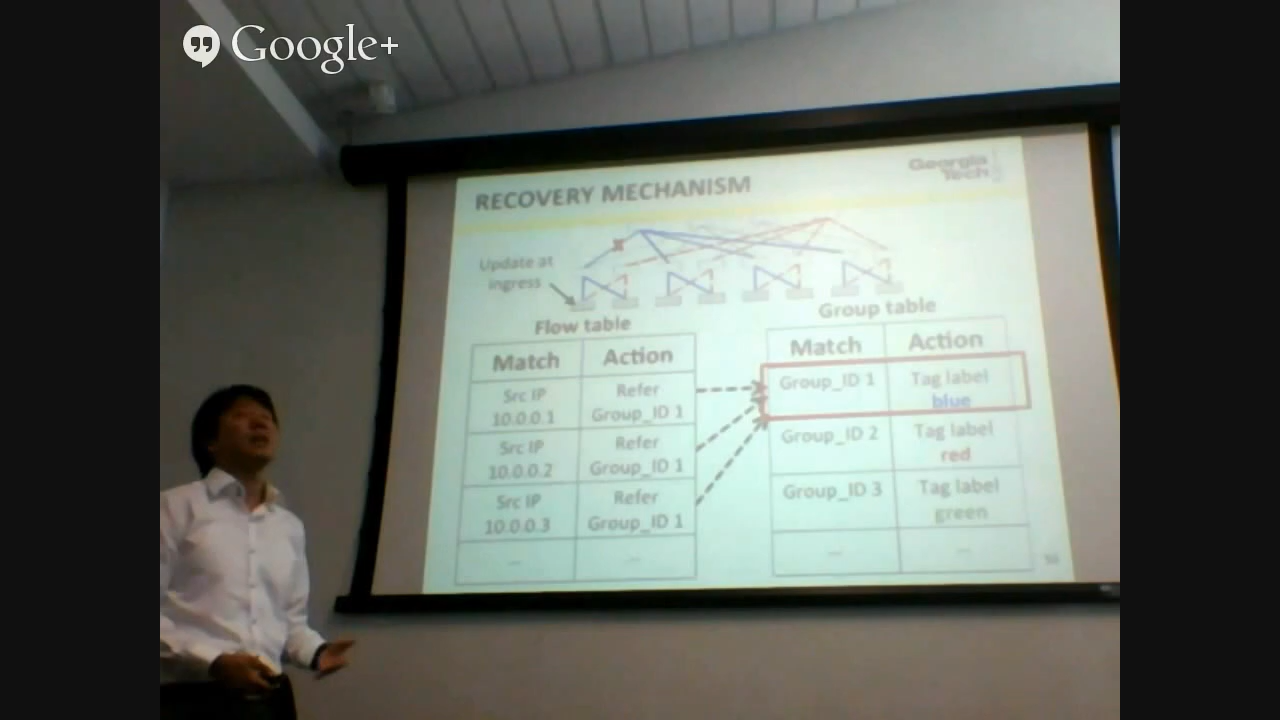 Google+
RECOVERY MECHANISM
Georgia
Tech
Update at
ingress
Flow table
Match Action
Src IP
10.0.0.1
Refer
Group_ID 1
Src IP
10.0.0.2
Refer
Group_ID 1
Src IP
10.0.0.3
Refer
Group_ID 1
... ...
Group table
Match Action
Group_ID 1
Tag label
blue
Group_ID 2
Tag label
red
Group_ID 3
Tag label
green
... ...